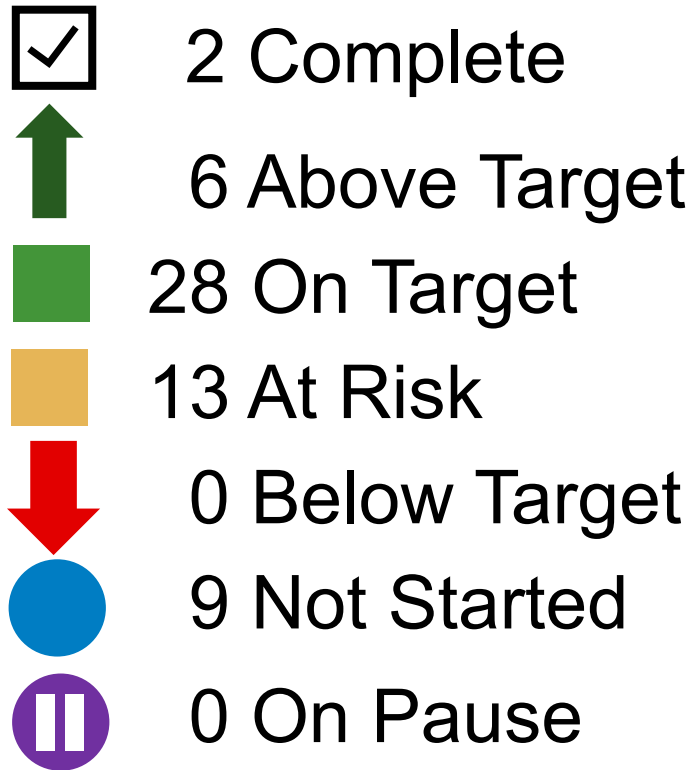 2 Complete
6 Above Target
28 On Target
13 At Risk
0 Below Target
9 Not Started
0 On Pause